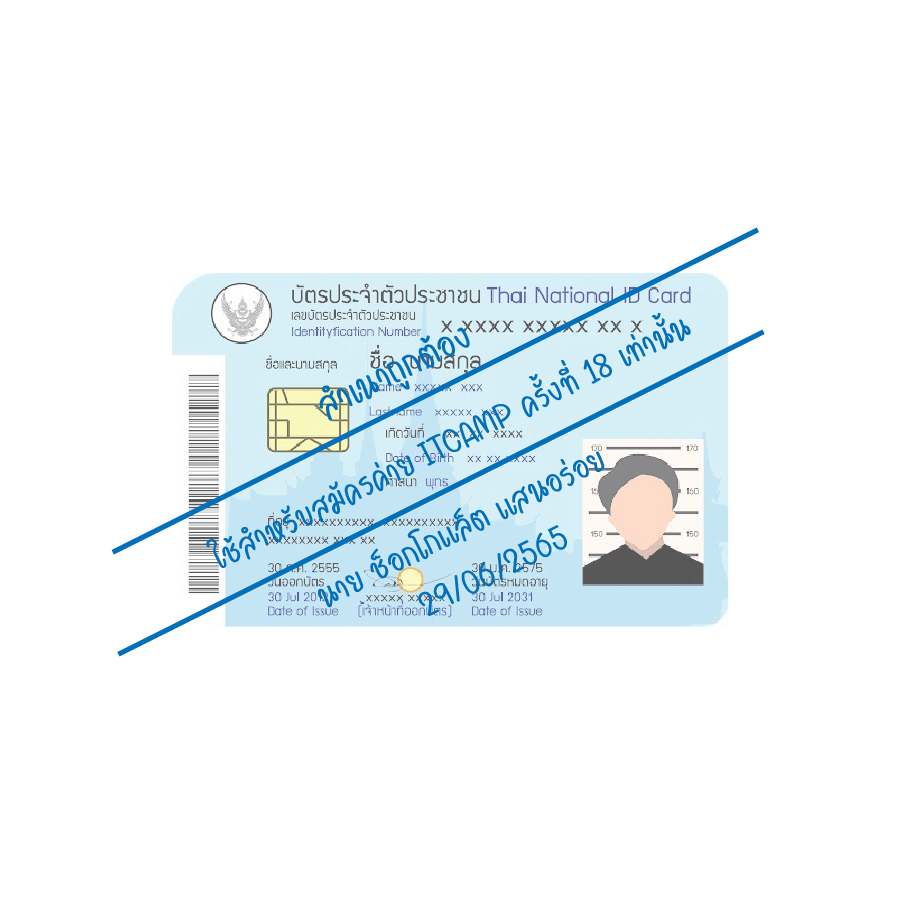 บัตรประจำตัวประชาชน Thai National ID Card
เลขบัตรประจำตัวประชาชน
Identityfication Number x xxxx xxxxx xx x
ชื่อและนามสกุล ชื่อ นามสกุล
Name xxxxx xxx
Lastname xxxxx xxx
เกิดวันที่ xx xx xxxx
Date of Birth xx xx xxxx
ศาสนา พุทธ
ที่อยู่ xxxxxxxxxx xxxxxxxxxx
xxxxxxxx xxx xx
30 ก.ค. 2555
วันออกบัตร
30 Jul
Date of Issue
xxxxx xxxxx
(เจ้าหน้าที่ออกบัตร)
2575
วันบัตรหมดอายุ
30 Jul 2031
Date of Issue
170 170
160
150 150
150
สำเนาถูกต้อง
ใช้สำหรับสมัครค่าย ITCAMP ครั้งที่ 18 เท่านั้น
นาย ช็อกโกแล็ต แสนอร่อย
29/05/2565